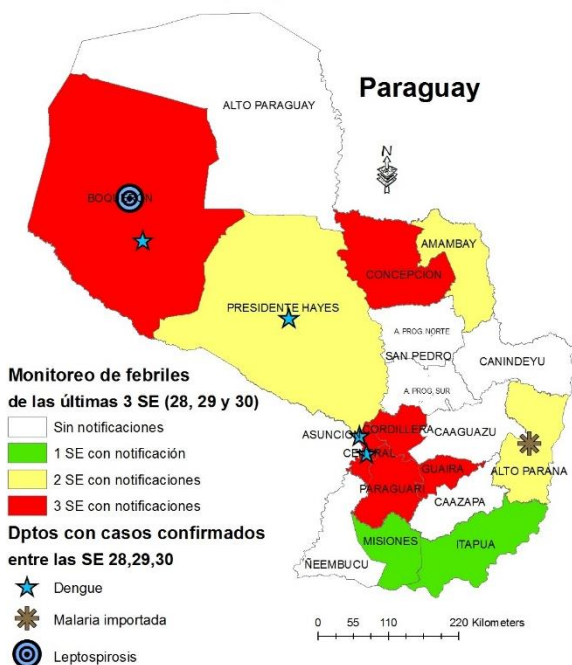 Paraguay
ALTO PARAGUAY
N
AMAMBAY
CONCEPCION
PRESIDENTE HAYES
A. PROG. NORTE
SAN PEDRO
CANINDEYU
A. PROG. SUR
Monitoreo de febriles
de las últimas 3 SE (28, 29 y 30)
Sin notificaciones
1 SE con notificación
2 SE con notificaciones
3 SE con notificaciones
CORDILLERA
CAAGUAZU
GUAIRA
ALTO PARANA
PARAGUARI
CAAZAPA
MISIONES
ITAPUA
ÑEEMBUCU
Dptos con casos confirmados
entre las SE 28,29,30
Dengue
Malaria importada
Leptospirosis
0 55 110 220 Kilometers